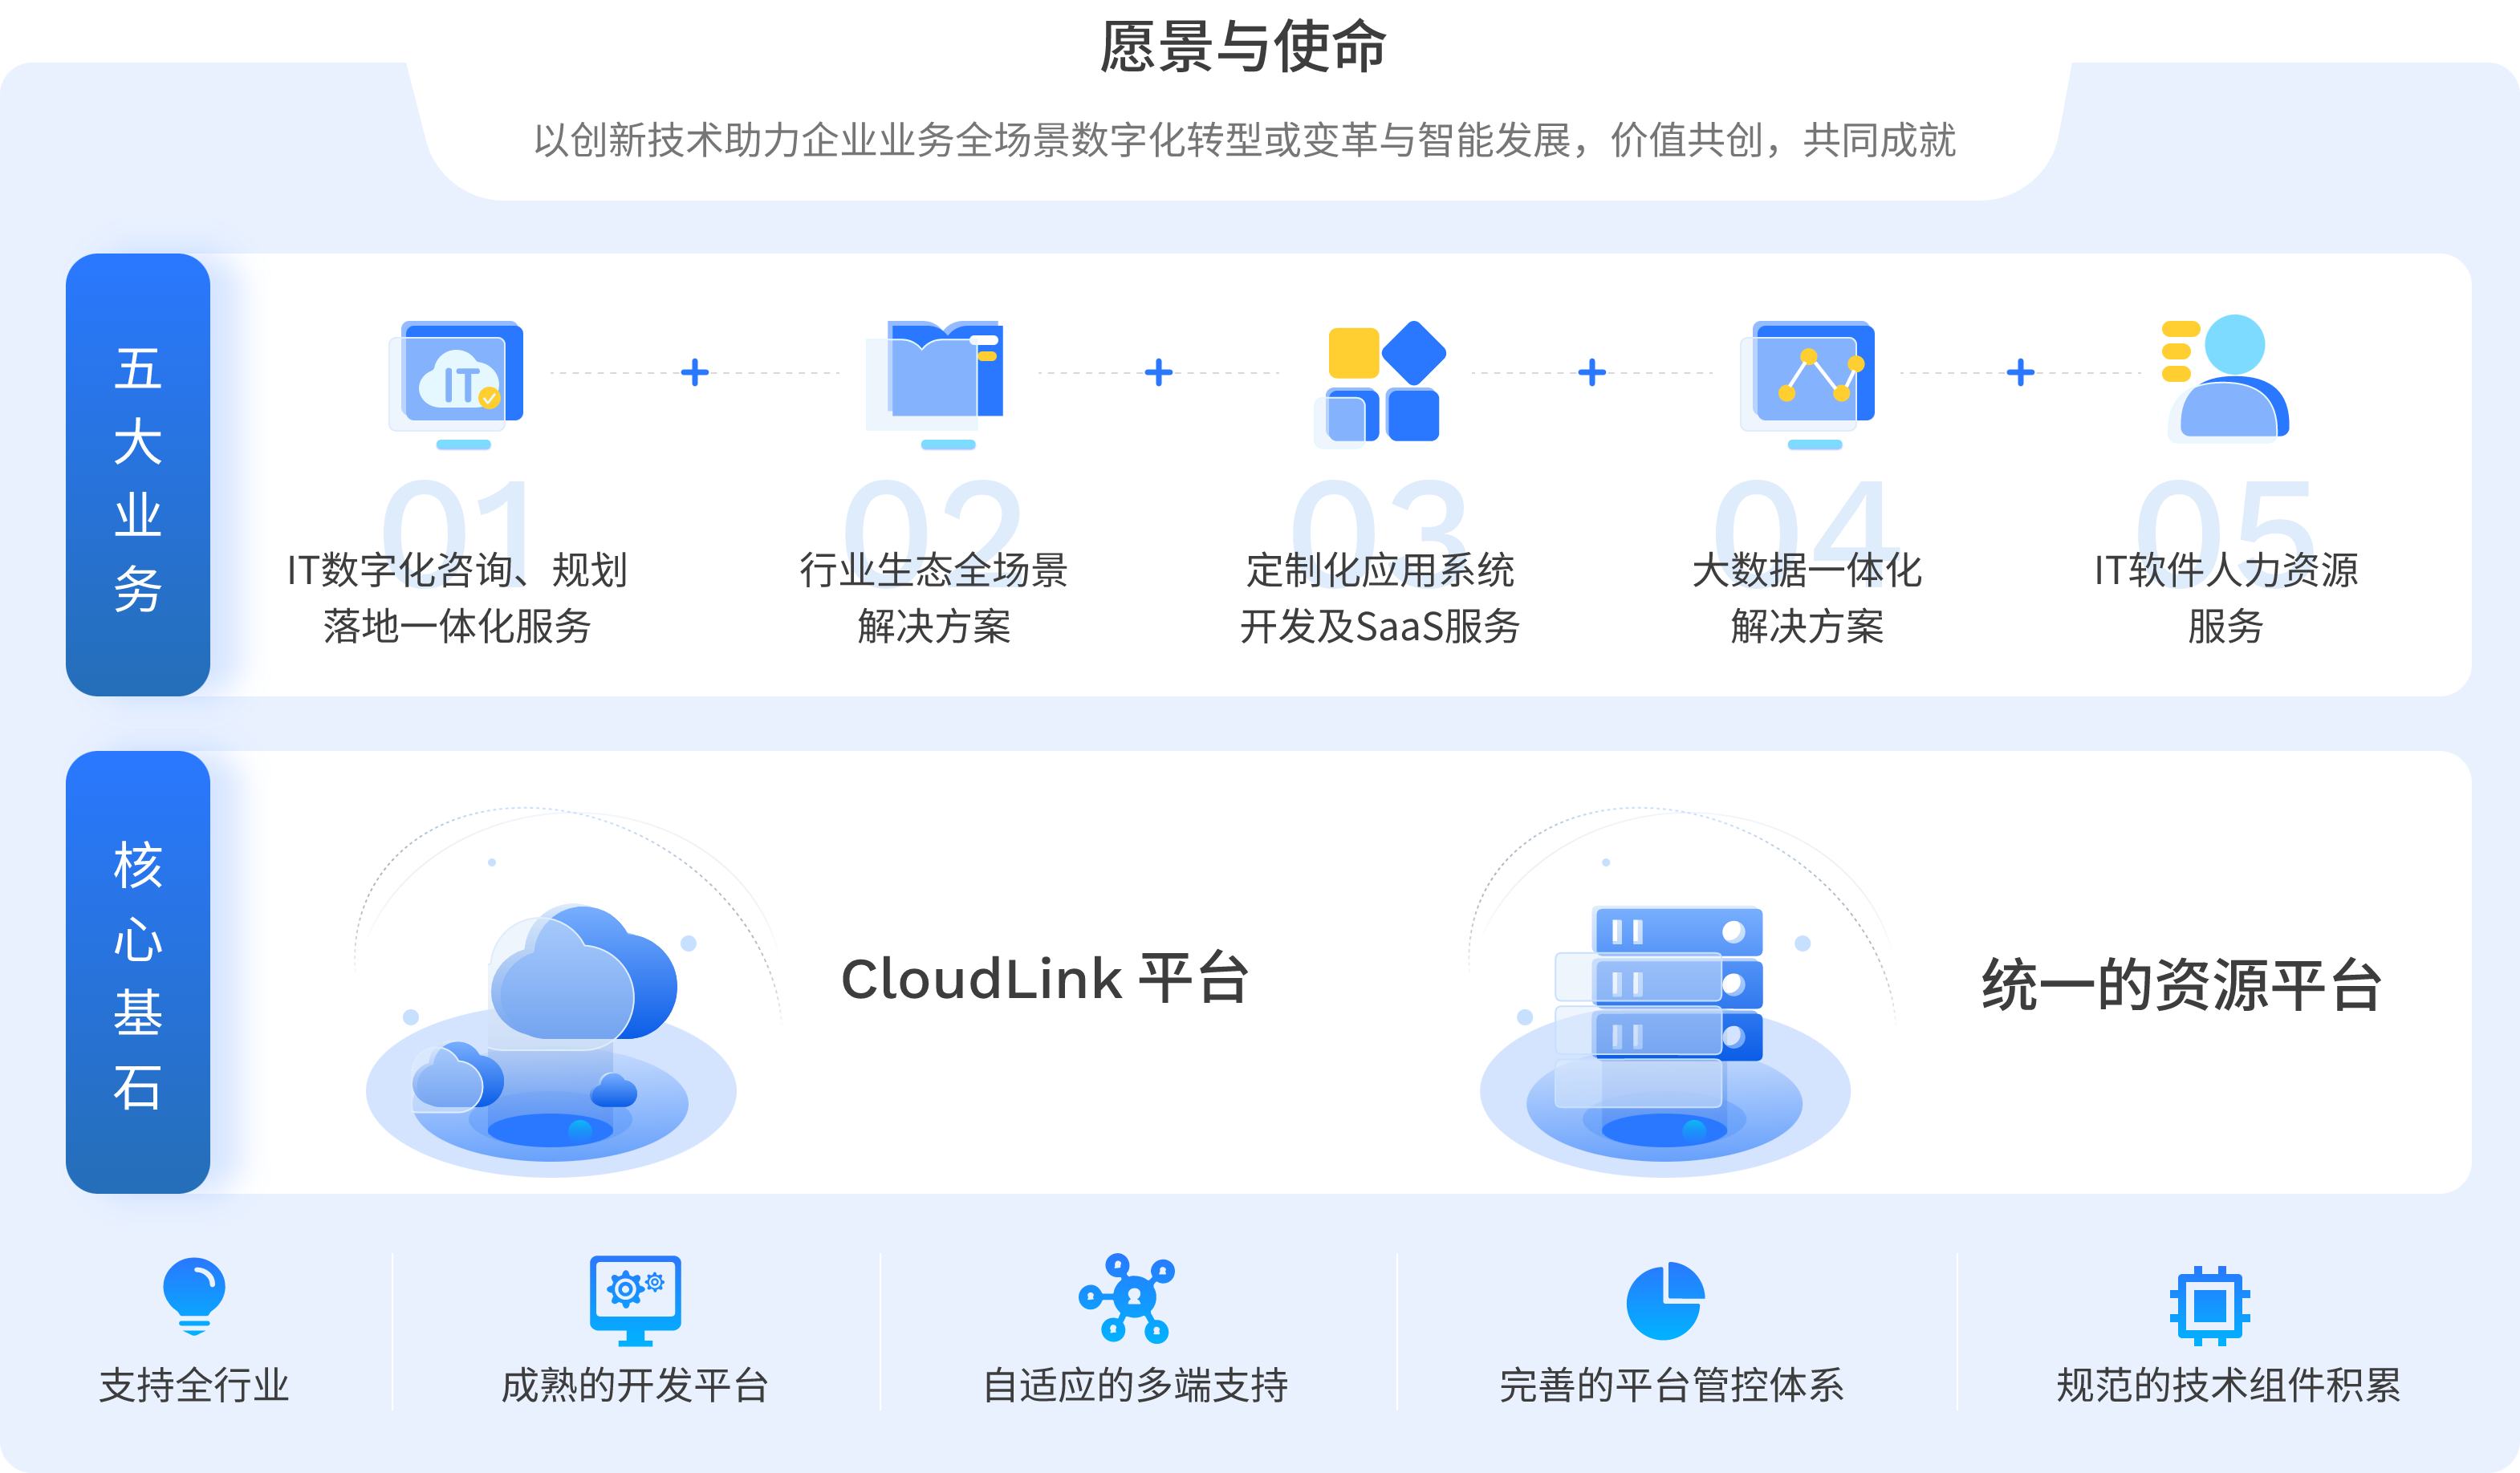 愿景与使命
以创新技术助力企业业务全场景数字化转型或变革与智能发展，价值共创，共同成就
五大业务
IT
01
IT数字化咨询、规划
落地一体化服务
02
行业生态全场景
解决方案
03
定制化应用系统
开发及SaaS服务
04
大数据一体化
解决方案
05
IT软件人力资源
服务
核心基石
CloudLink 平台
统一的资源平台
支持全行业
成熟的开发平台
自适应的多端支持
完善的平台管控体系
规范的技术组件积累